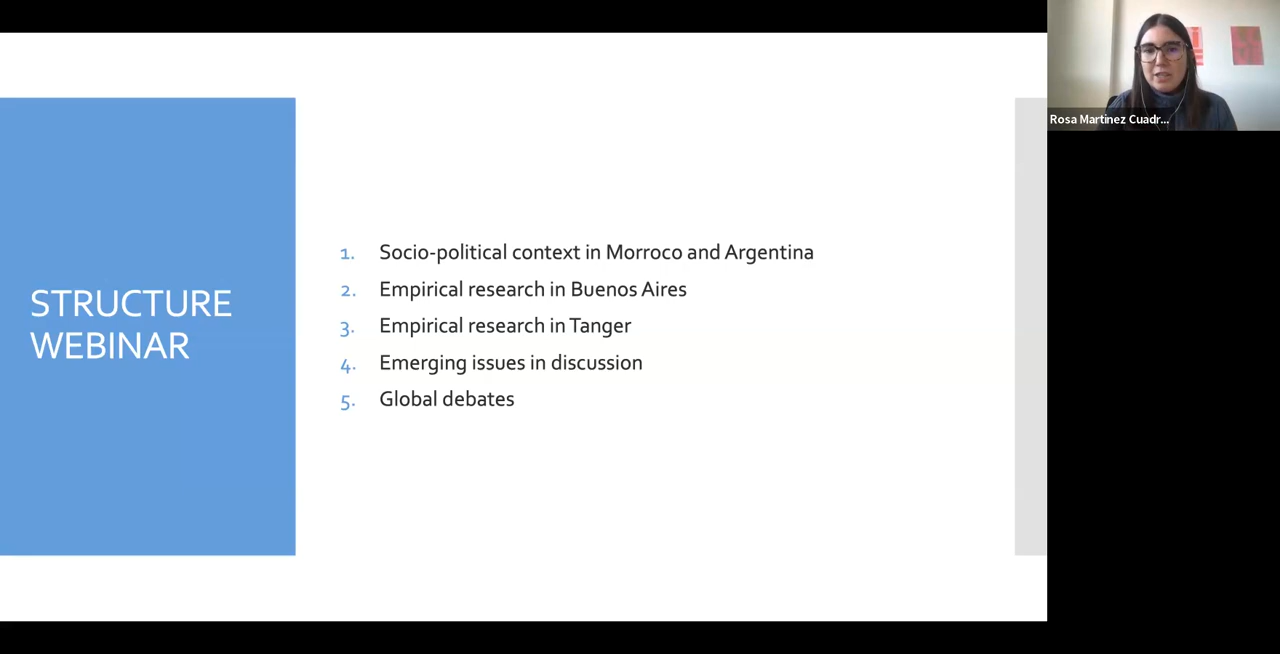 STRUCTURE
WEBINAR
1. Socio-political context in Morroco and Argentina
2. Empirical research in Buenos Aires
3. Empirical research in Tanger
4. Emerging issues in discussion
5. Global debates
Rosa Martinez Cuadr...